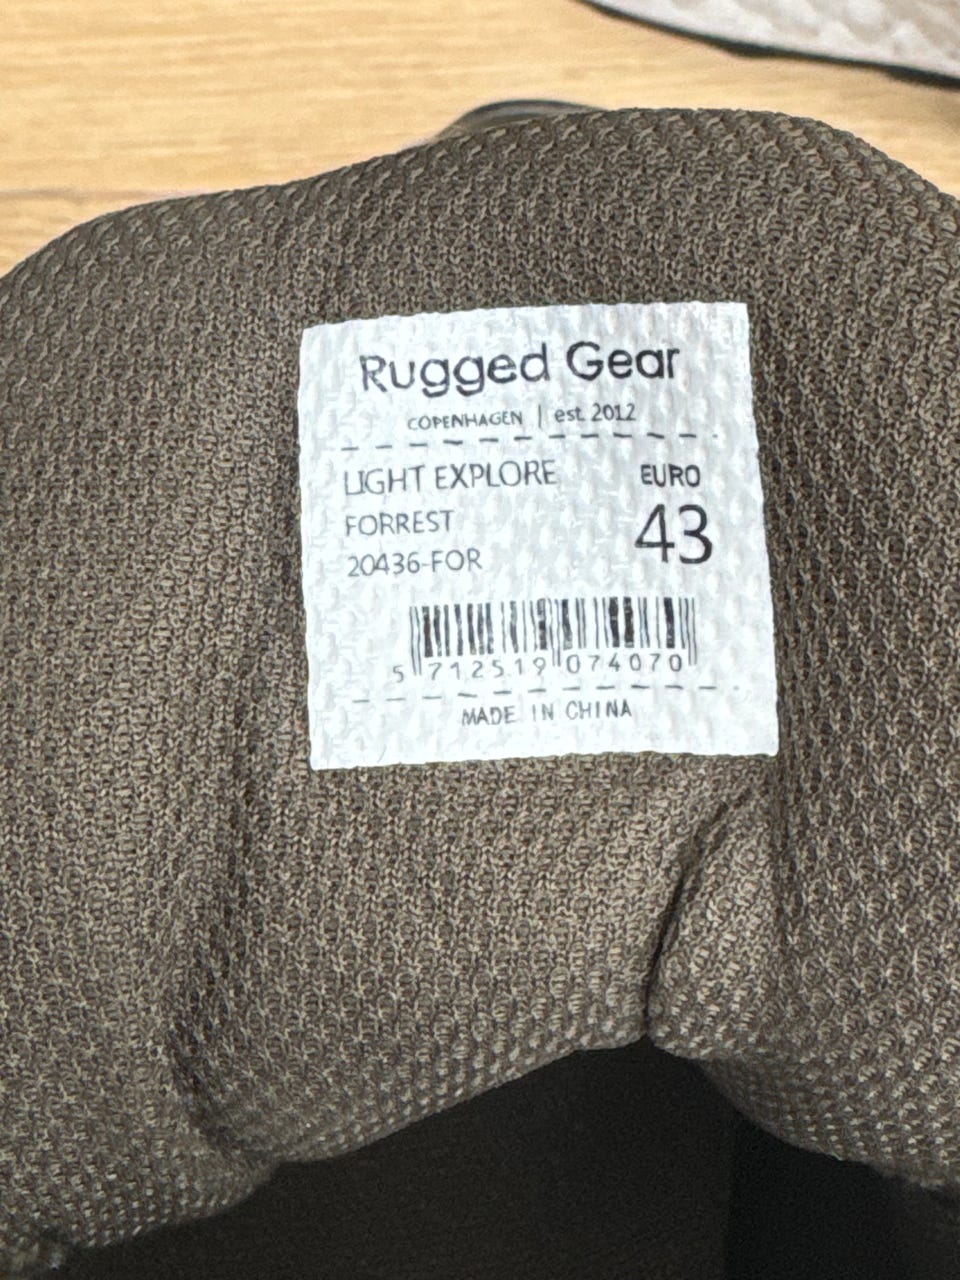 Rugged Gear
COPENHAGEN | est. 2012
LIGHT EXPLORE EURO
FORREST 43
20436-FOR
5 712519 074070
MADE IN CHINA